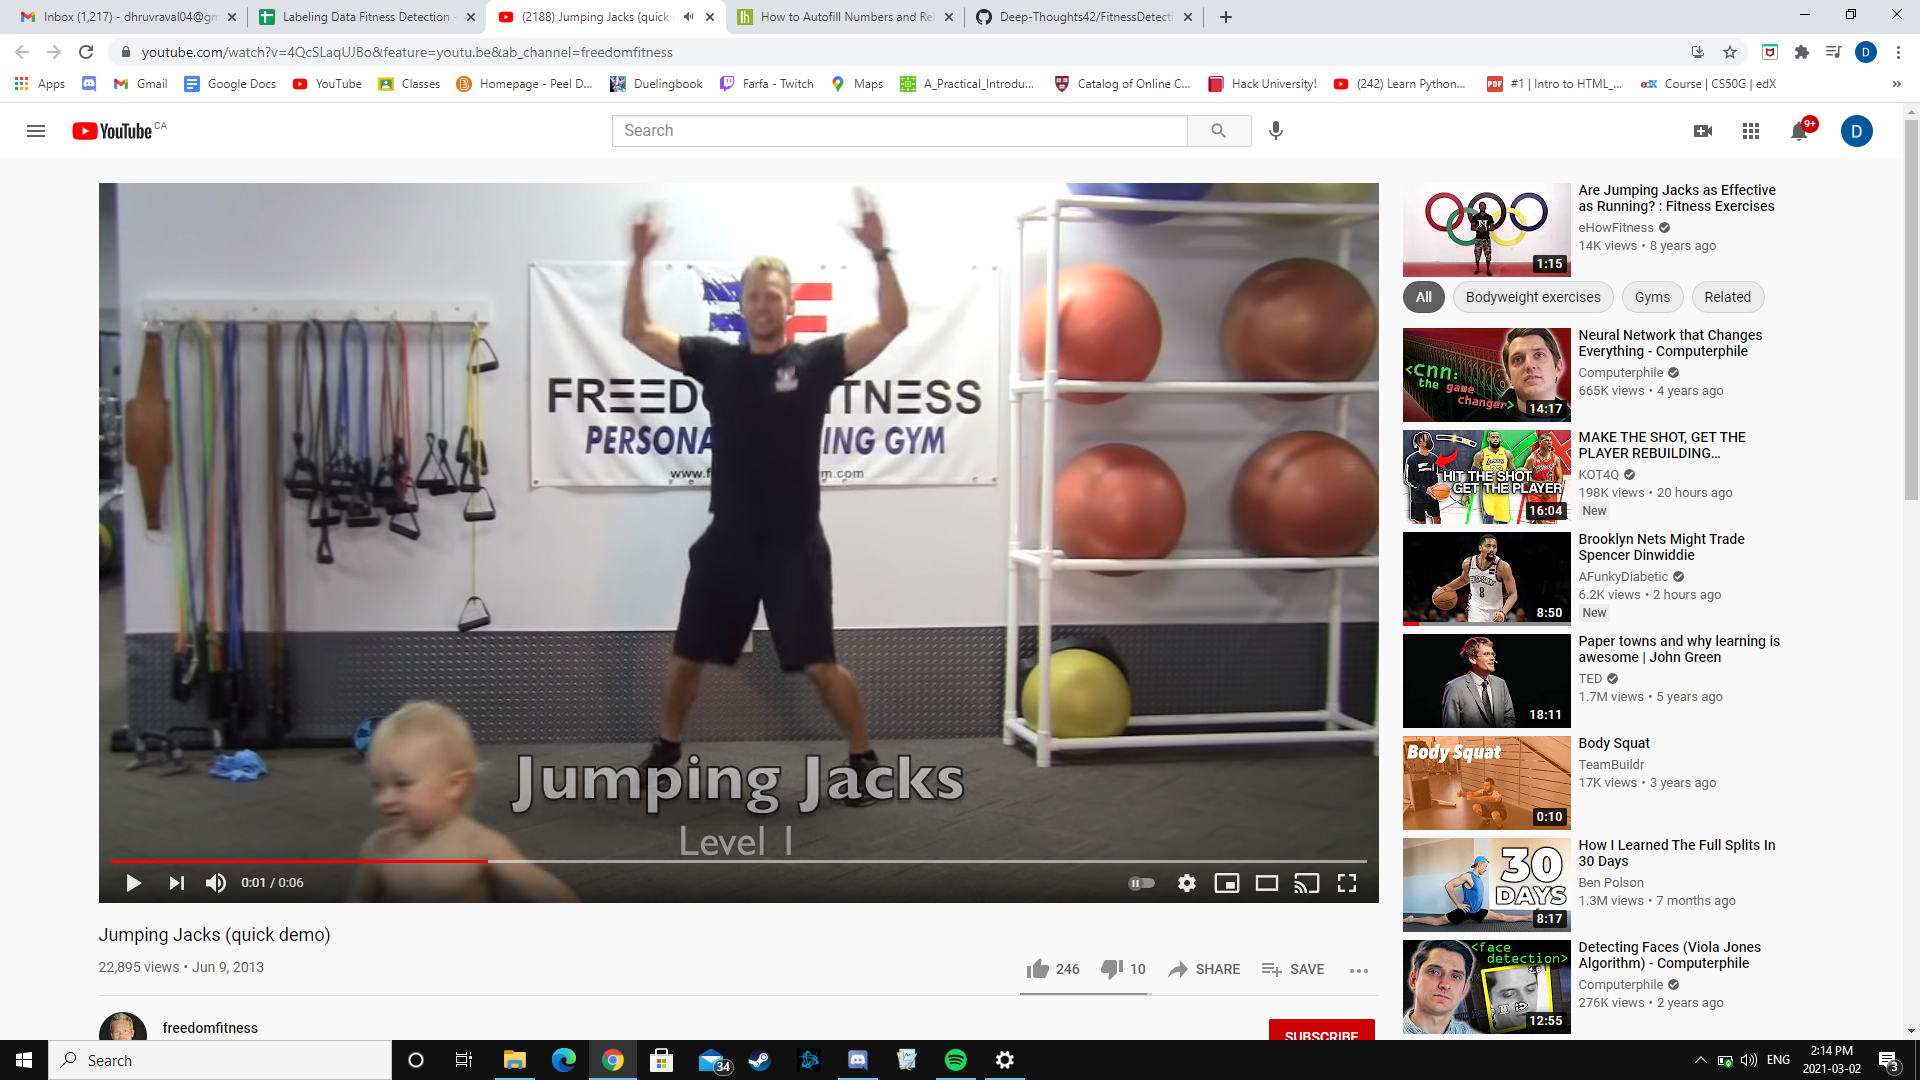 Inbox (1,217) - dhruvraval04@gm
Labeling Data Fitness Detection -
(2188) Jumping Jacks (quick
How to Autofill Numbers and Re
Deep-Thoughts42/FitnessDetecti
youtube.com/watch?v=4QcSLaqUJBo&feature=youtu.be&ab_channel=freedomfitness
D
Apps
Gmail
Google Docs
YouTube
Classes
Homepage - Peel D...
Duelingbook
Farfa - Twitch
Maps
A_Practical_Introdu...
Catalog of Online C...
Hack University!
(242) Learn Python...
PDF
#1 | Intro to HTML_...
edX
Course | CS50G | edX
YouTube CA
Search
9+
D
FREEDO
ITNESS
PERSONA
ING GYM
www.f
ym.com
Jumping Jacks
Level 1
0:01 / 0:06
Jumping Jacks (quick demo)
22,895 views • Jun 9, 2013
246
10
SHARE
SAVE
freedomfitness
SUBSCRIBE
Are Jumping Jacks as Effective
as Running? : Fitness Exercises
eHowFitness
14K views • 8 years ago
1:15
All
Bodyweight exercises
Gyms
Related
<CNN:
the game
changer>
14:17
Neural Network that Changes
Everything - Computerphile
Computerphile
665K views • 4 years ago
HIT THE SHOT
GET THE PLAYER
16:04
MAKE THE SHOT, GET THE
PLAYER REBUILDING...
KOT4Q
198K views • 20 hours ago
New
8:50
Brooklyn Nets Might Trade
Spencer Dinwiddie
AFunkyDiabetic
6.2K views • 2 hours ago
New
18:11
Paper towns and why learning is
awesome | John Green
TED
1.7M views • 5 years ago
Body Squat
0:10
Body Squat
TeamBuildr
17K views • 3 years ago
30
DAYS
8:17
How I Learned The Full Splits In
30 Days
Ben Polson
1.3M views • 7 months ago
<face
detection>
12:55
Detecting Faces (Viola Jones
Algorithm) - Computerphile
Computerphile
276K views • 2 years ago
Search
34
ENG
2:14 PM
2021-03-02
3